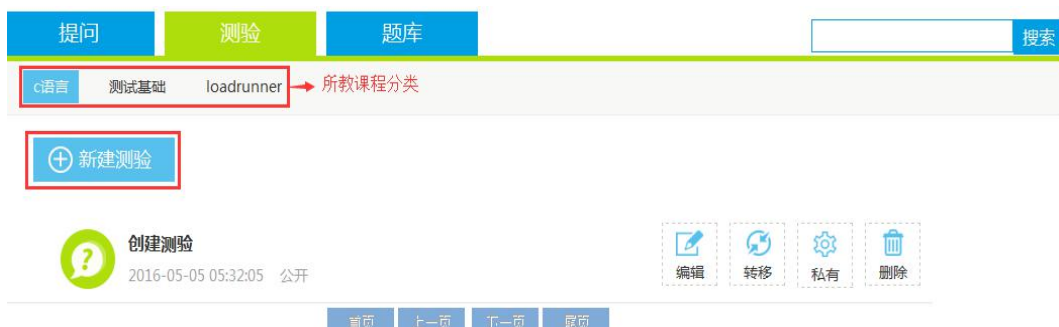 提问 测验 题库 搜索
c语言 测试基础 loadrunner 所教课程分类
新建测验
创建测验
2016-05-05 05:32:05 公开
编辑 转移 私有 删除
首页 上一页 下一页 尾页